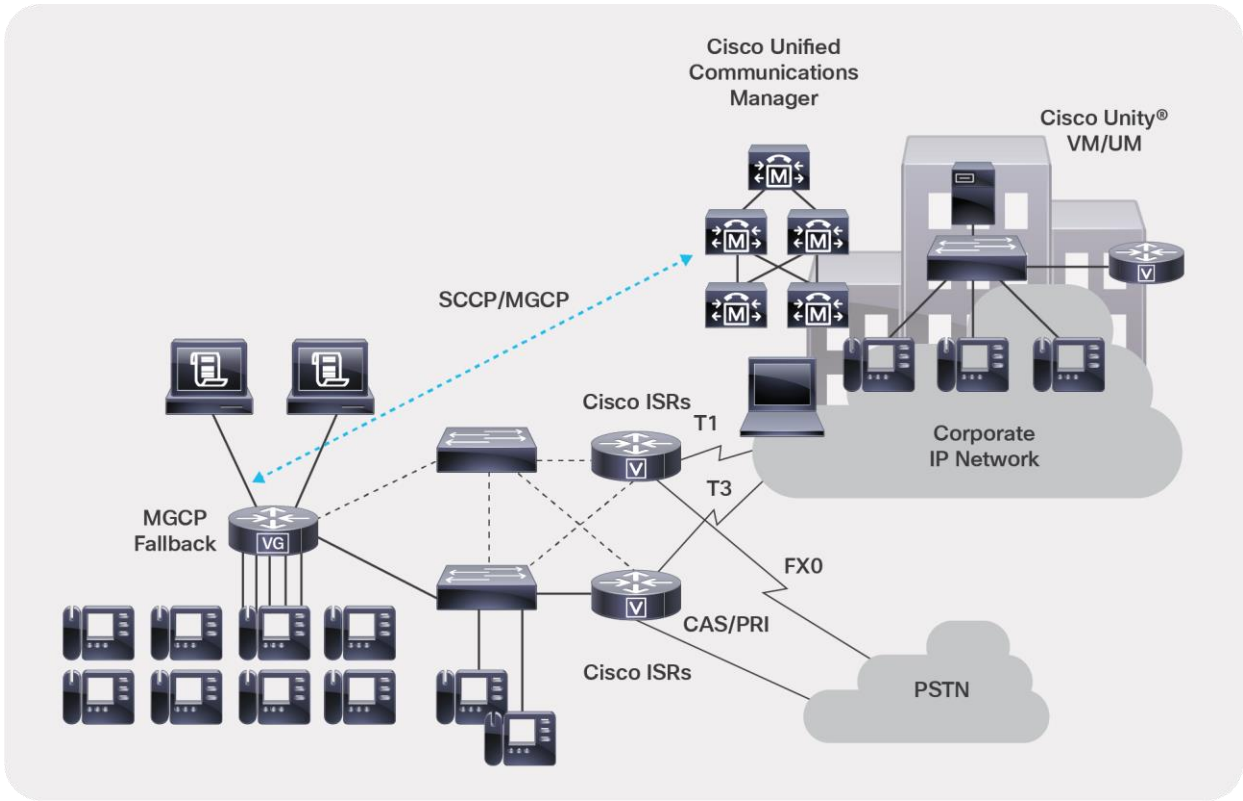 Cisco Unified
Communications
Manager
Cisco Unity®
VM/UM
M
M
M
M
M
V
SCCP/MGCP
Cisco ISRs
T1
V
Corporate
IP Network
T3
MGCP
Fallback
VG
FX0
V
CAS/PRI
Cisco ISRs
PSTN